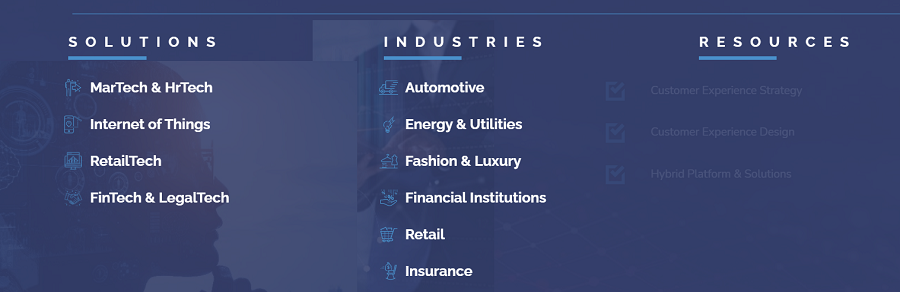 SOLUTIONS
MarTech & HrTech
Internet of Things
RetailTech
FinTech & LegalTech
INDUSTRIES
Automotive
Energy & Utilities
Fashion & Luxury
Financial Institutions
Retail
Insurance
RESOURCES
Customer Experience Strategy
Customer Experience Design
Hybrid Platform & Solutions